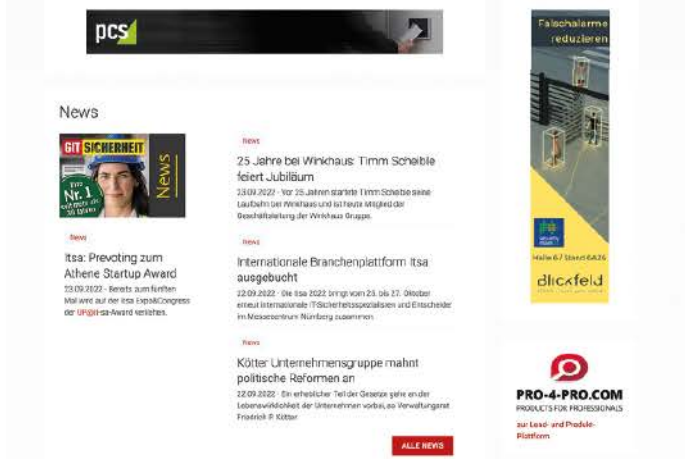 pcs
News
GIT SICHERHEIT
Nr. 1
News
News
Itsa: Prevoting zum
Athene Startup Award
23.09.2022 - Bereits zum fünften
Mal wird auf der itsa Expo&Congress
der UP@it-sa-Award verliehen.
News
25 Jahre bei Winkhaus: Timm Scheible
feiert Jubiläum
23.09.2022 - Vor 25 Jahren startete Timm Scheible seine
Laufbahn bei Winkhaus und ist heute Mitglied der
Geschäftsleitung der Winkhaus Gruppe.
News
Internationale Branchenplattform Itsa
ausgebucht
22.09.2022 - Die itsa 2022 bringt vom 25. bis 27. Oktober
erneut internationale IT-Sicherheitsspezialisten und Entscheider
im Messezentrum Nürnberg zusammen.
News
Kötter Unternehmensgruppe mahnt
politische Reformen an
22.09.2022 - Ein erheblicher Teil der Gesetze gehe an der
Lebenswirklichkeit der Unternehmen vorbei, so Verwaltungsrat
Friedrich P. Kötter.
ALLE NEWS
Falschalarme
reduzieren
Halle 6 / Stand 6A26
blickfeld
PRO-4-PRO.COM
PRODUCTS FOR PROFESSIONALS
zur Lead- und Produkt-
Plattform